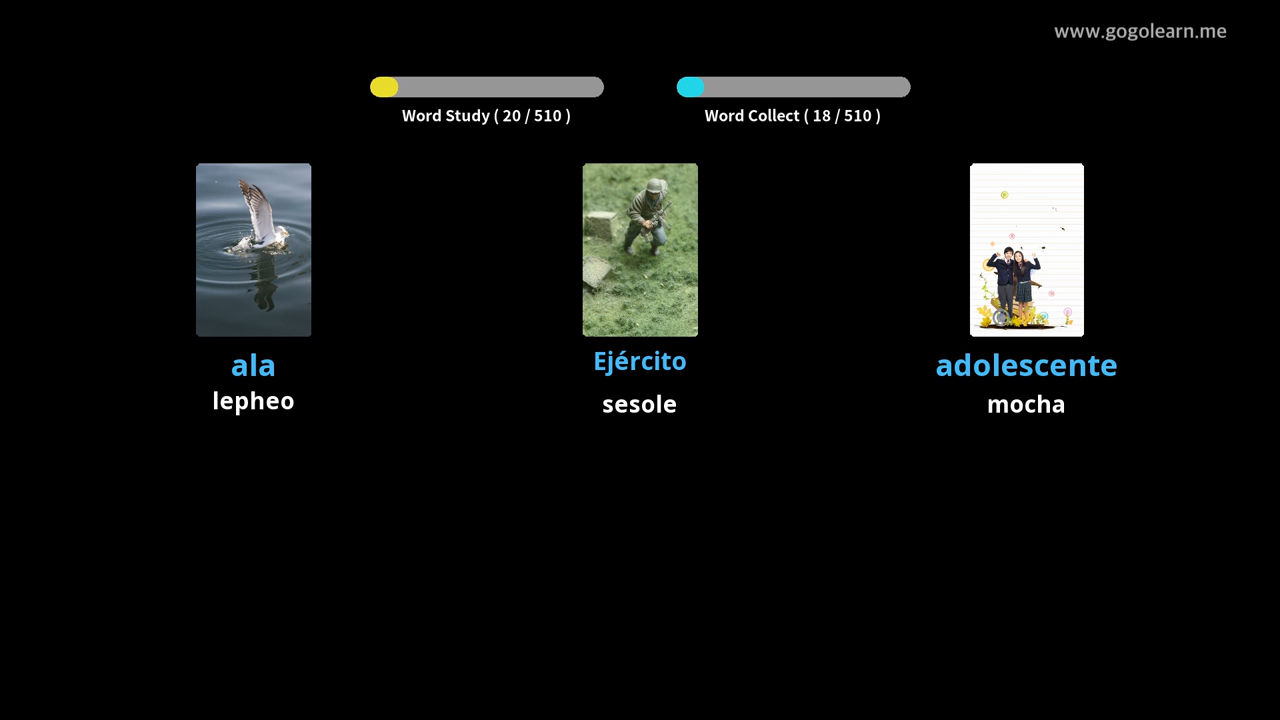 www.gogolearn.me
Word Study ( 20 / 510 )
Word Collect ( 18 / 510 )
ala
lepheo
Ejército
sesole
adolescente
mocha